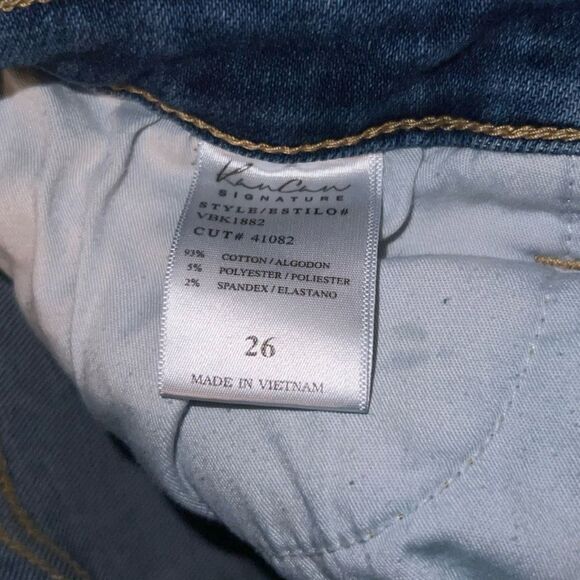 KanCan
SIGNATURE
STYLE/ESTILO#
VBK1882
CUT# 41082
93% COTTON / ALGODON
5% POLYESTER / POLIESTER
2% SPANDEX / ELASTANO
26
MADE IN VIETNAM